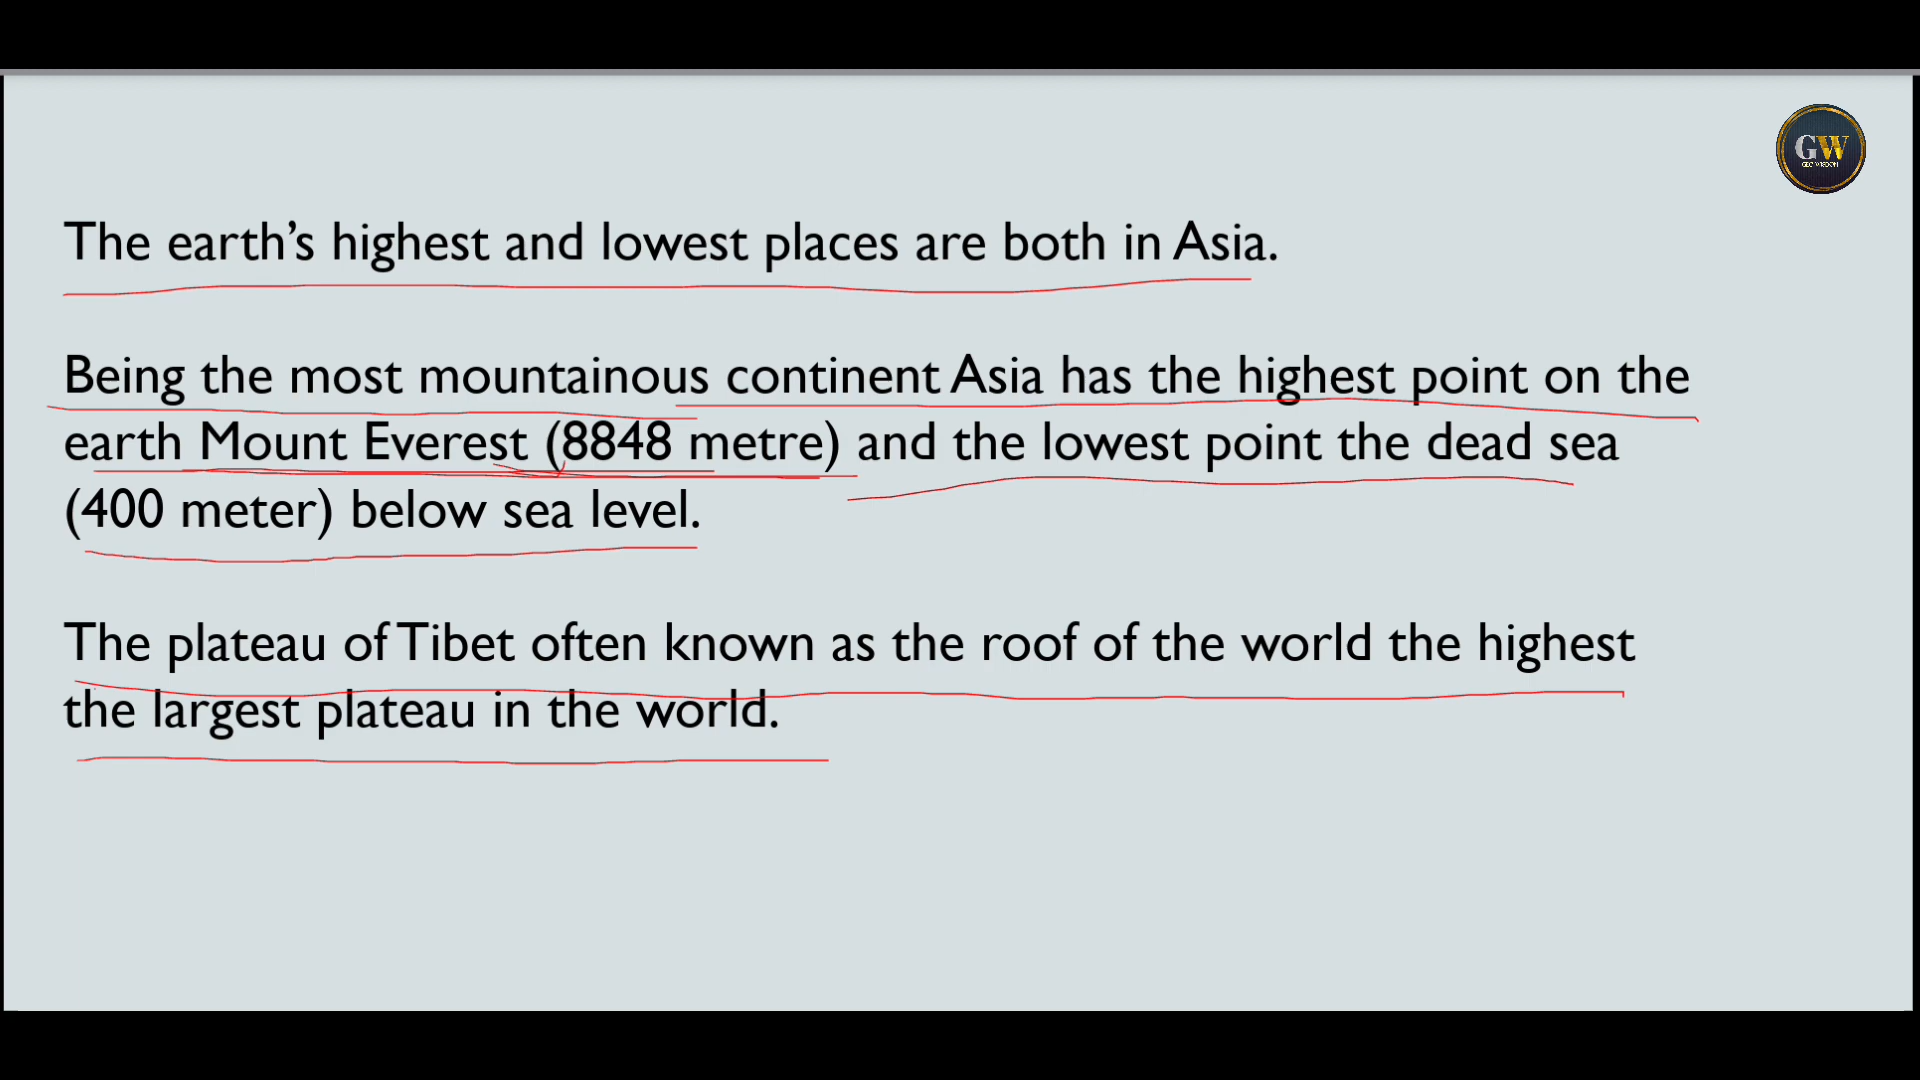 GW
GEO WISDOM
The earth’s highest and lowest places are both in Asia.
Being the most mountainous continent Asia has the highest point on the
earth Mount Everest (8848 metre) and the lowest point the dead sea
(400 meter) below sea level.
The plateau of Tibet often known as the roof of the world the highest
the largest plateau in the world.